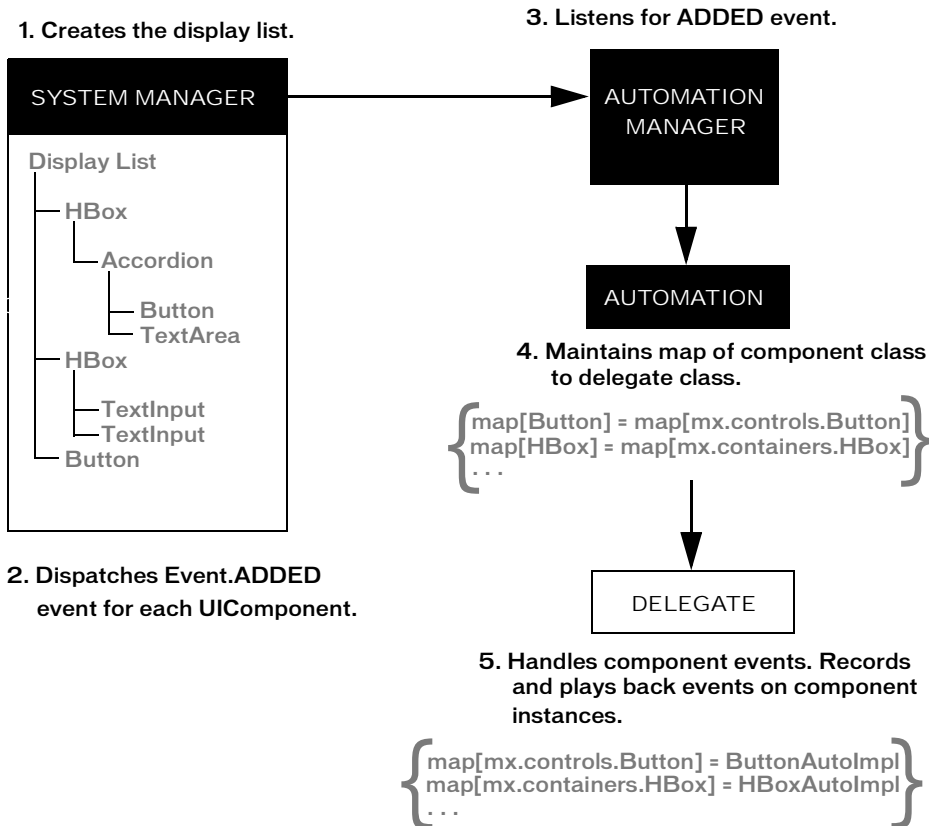 1. Creates the display list.
SYSTEM MANAGER
Display List
HBox
Accordion
Button
TextArea
HBox
TextInput
TextInput
Button
2. Dispatches Event.ADDED
event for each UIComponent.
3. Listens for ADDED event.
AUTOMATION
MANAGER
AUTOMATION
4. Maintains map of component class
to delegate class.
{map[Button] = map[mx.controls.Button]
map[HBox] = map[mx.containers.HBox]
. . .}
DELEGATE
5. Handles component events. Records
and plays back events on component
instances.
{map[mx.controls.Button] = ButtonAutoImpl
map[mx.containers.HBox] = HBoxAutoImpl
. . .}